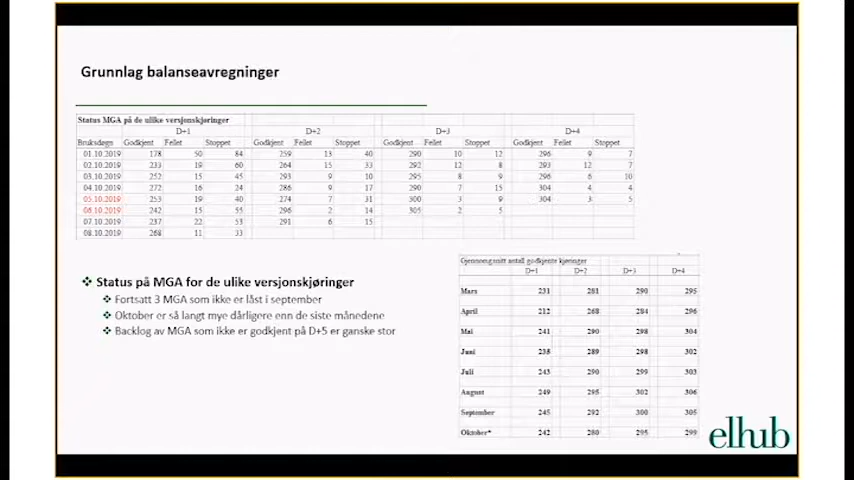 Grunnlag balanseavregninger
Status MGA på de ulike versjonskjøringer
D+1 D+2 D+3 D+4
Bruksdøgn Godkjent Feilet Stoppet Godkjent Feilet Stoppet Godkjent Feilet Stoppet Godkjent Feilet Stoppet
01.10.2019 178 50 84 259 13 40 290 10 12 296 9 7
02.10.2019 233 19 60 264 15 33 292 12 8 293 12 7
03.10.2019 252 15 45 293 9 10 295 8 9 296 6 10
04.10.2019 272 16 24 286 9 17 290 7 15 304 4 4
05.10.2019 253 19 40 274 7 31 300 3 9 304 3 5
06.10.2019 242 15 55 296 2 14 305 2 5
07.10.2019 237 22 53 291 6 15
08.10.2019 268 11 33
Gjennomsnitt antall godkjente kjøringer
D+1 D+2 D+3 D+4
Mars 231 281 290 295
April 212 268 284 296
Mai 241 290 298 304
Juni 238 289 298 302
Juli 243 290 299 303
August 249 295 302 306
September 245 292 300 305
Oktober* 242 280 295 299
Status på MGA for de ulike versjonskjøringer
Fortsatt 3 MGA som ikke er låst i september
Oktober er så langt mye dårligere enn de siste månedene
Backlog av MGA som ikke er godkjent på D+5 er ganske stor
elhub